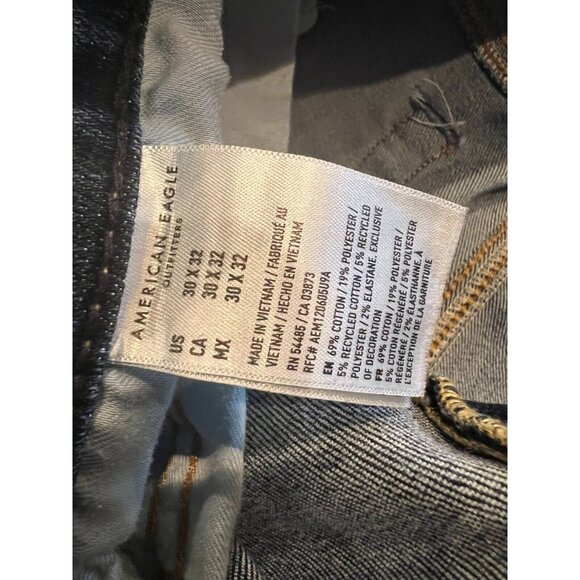 AMERICAN EAGLE
OUTFITTERS
US 30 X 32
CA 30 X 32
MX 30 X 32
MADE IN VIETNAM / FABRIQUÉ AU
VIETNAM / HECHO EN VIETNAM
RN 54485 / CA 03873
RFC# AEM120606U9A
EN 69% COTTON / 19% POLYESTER /
5% RECYCLED COTTON / 5% RECYCLED
POLYESTER / 2% ELASTANE. EXCLUSIVE
OF DECORATION
FR 69% COTON / 19% POLYESTER /
5% COTON RÉGÉNÉRÉ / 5% POLYESTER
RÉGÉNÉRÉ / 2% ÉLASTHANNE. À
L'EXCEPTION DE LA GARNITURE